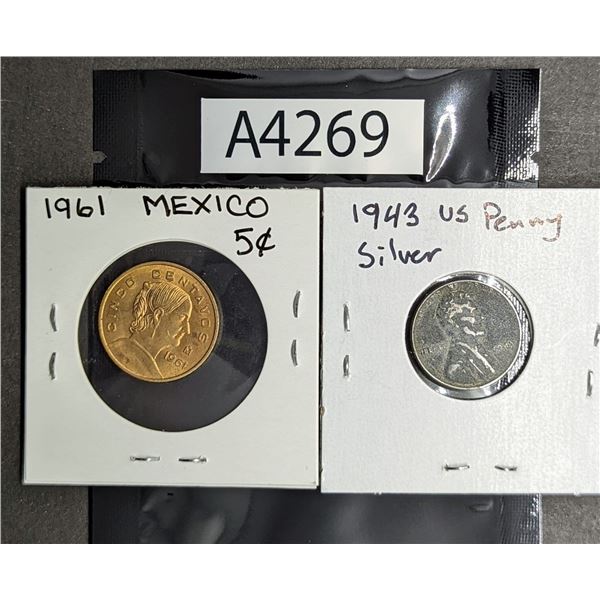 A4269
1961 MEXICO
5¢
CINCO CENTAVOS
1961
1943 US Penny
Silver